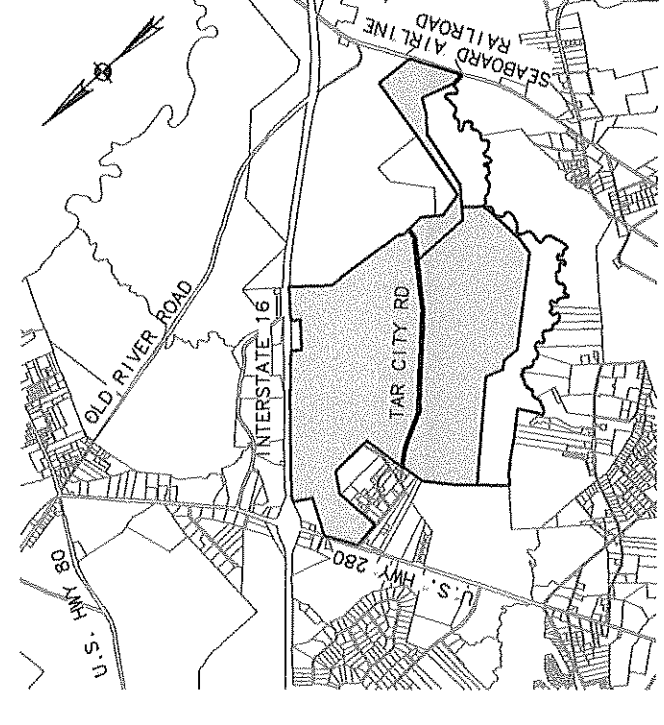 SEABOARD AIRLINE
RAILROAD
OLD RIVER ROAD
INTERSTATE 16
TAR CITY RD
U.S. HWY 280
U.S. HWY 80